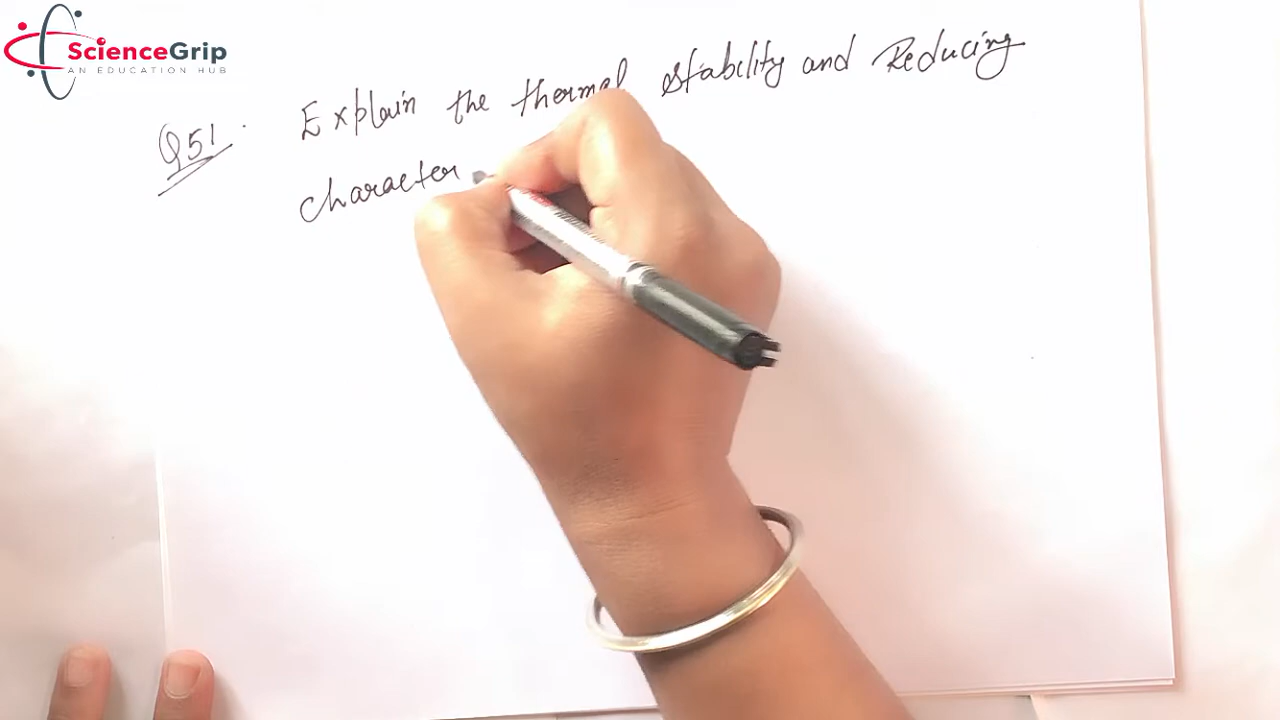 ScienceGrip
AN EDUCATION HUB
Q51. Explain the thermal stability and Reducing
character